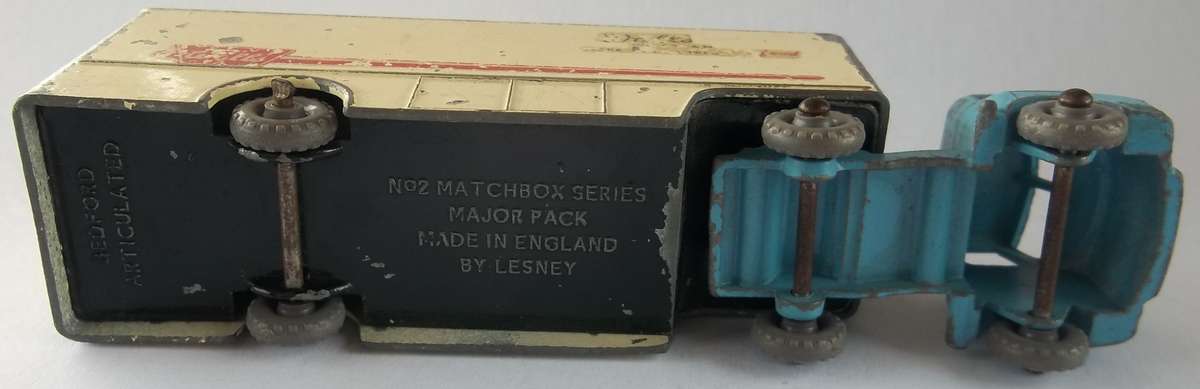 BEDFORD
ARTICULATED
No2 MATCHBOX SERIES
MAJOR PACK
MADE IN ENGLAND
BY LESNEY